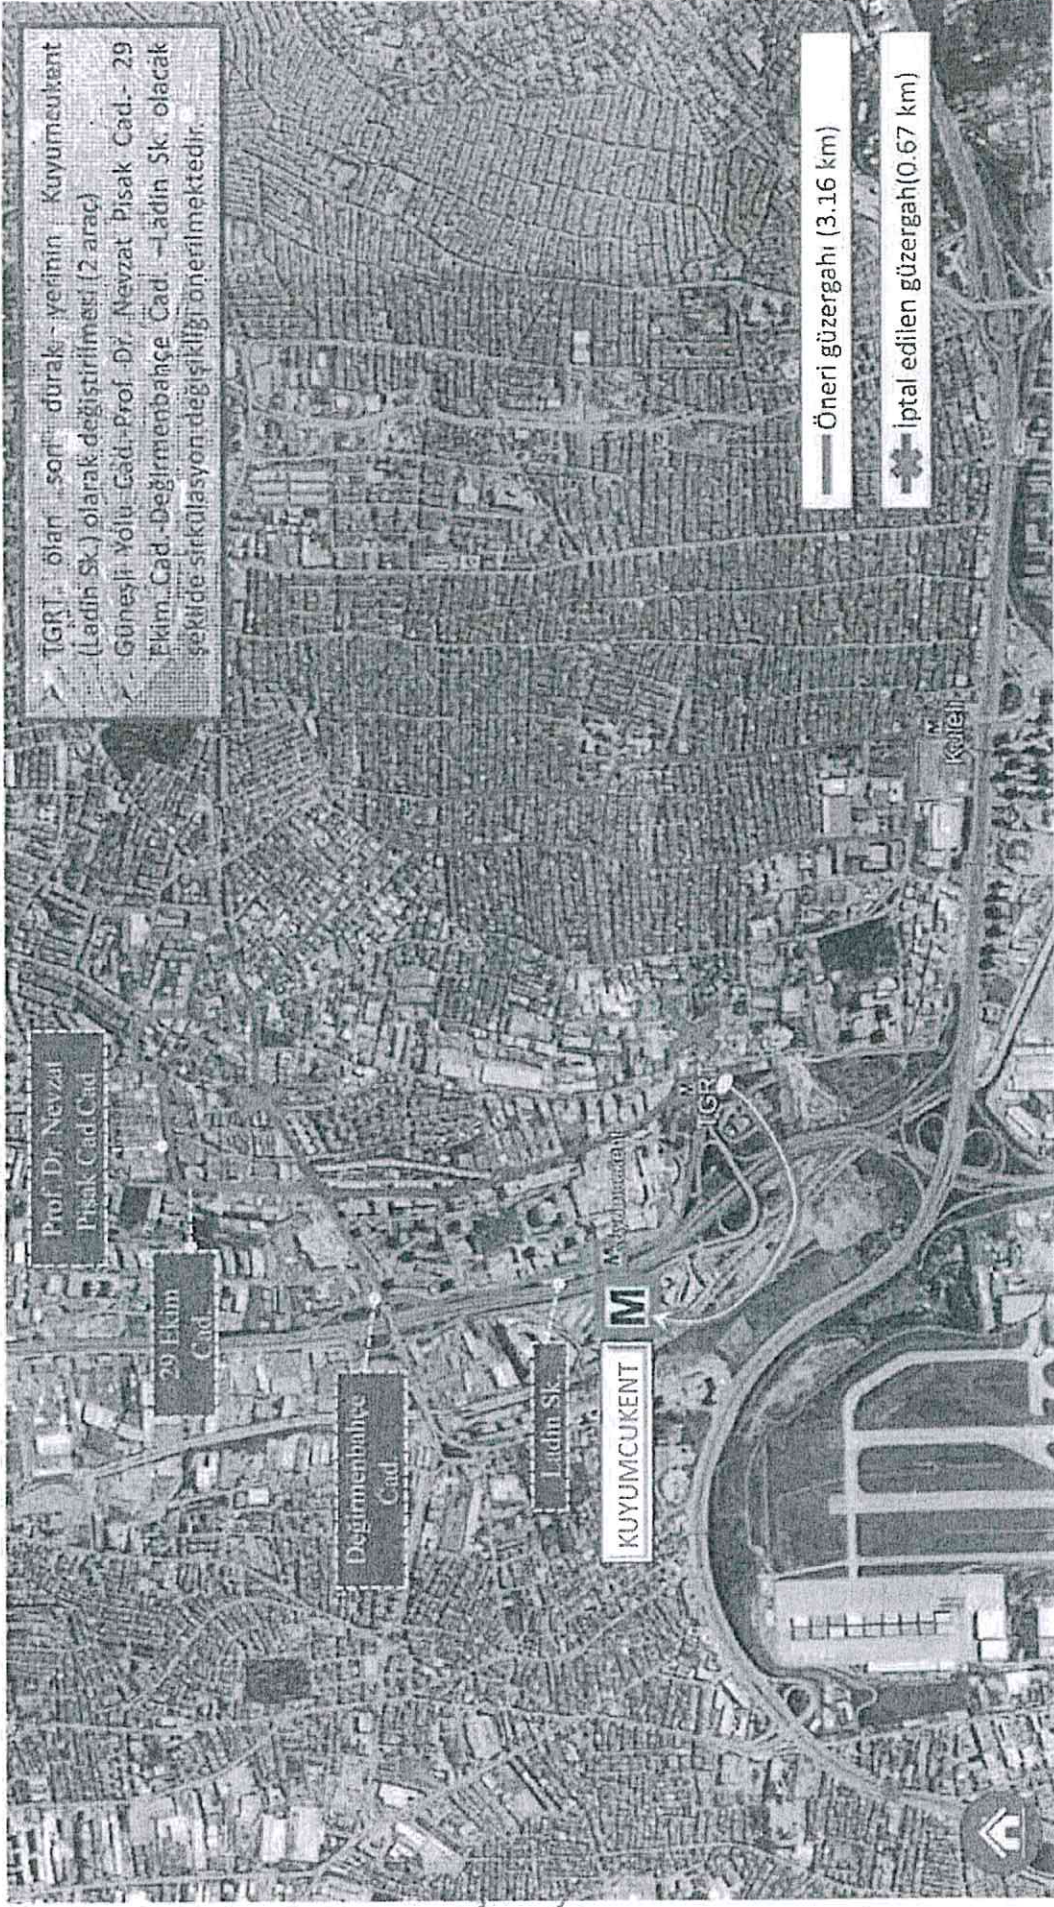 ➢ TGRT olan son durak yerinin Kuyumcukent
(Ladin Sk.) olarak değiştirilmesi (2 araç)
➢ Güneşli Yolu Cad-Prof. Dr. Nevzat Pisak Cad.- 29
Ekim Cad.-Değirmenbahçe Cad. –Ladin Sk. olacak
şekilde sirkülasyon değişikliği önerilmektedir.
Prof. Dr. Nevzat
Pisak Cad Cad.
29 Ekim
Cad.
Değirmenbahçe
Cad.
Ladin Sk.
KUYUMCUKENT
M
M
Kuyumcukent
M
M
Kuleli
Öneri güzergahı (3.16 km)
İptal edilen güzergah(0.67 km)